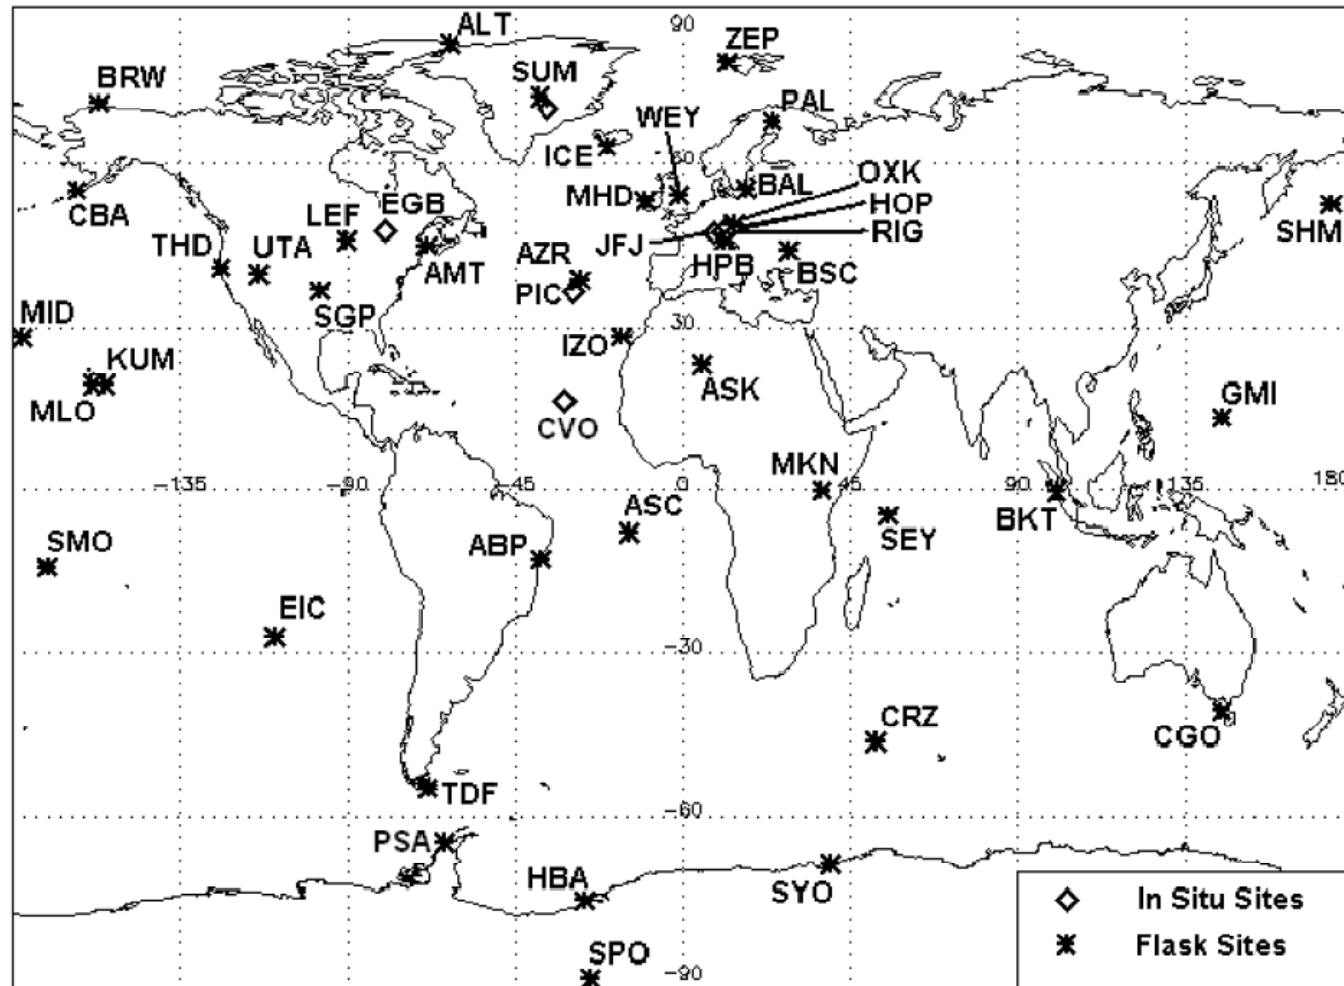 ALT
90
ZEP
BRW
SUM
PAL
WEY
ICE
60
OXK
BAL
MHD
HOP
CBA
LEF
EGB
RIG
SHM
THD
UTA
JFJ
AMT
AZR
HPB
BSC
PIC
SGP
MID
30
IZO
KUM
ASK
GMI
MLO
CVO
MKN
-135
-90
-45
45
90
135
180
ASC
BKT
SMO
ABP
SEY
EIC
-30
CRZ
CGO
TDF
-60
PSA
HBA
SYO
In Situ Sites
Flask Sites
SPO
-90